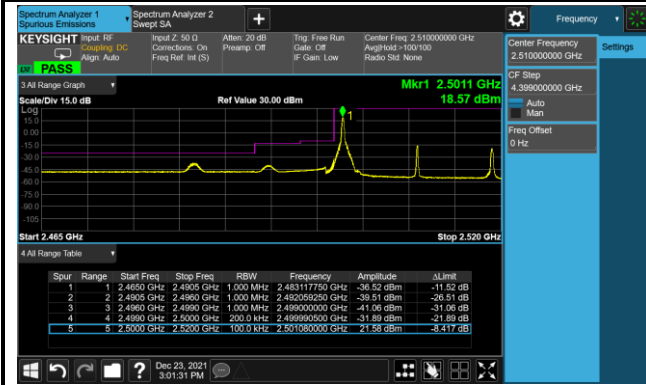 Spectrum Analyzer 1
Spurious Emissions
Spectrum Analyzer 2
Swept SA
+
Frequency
KEYSIGHT
Input: RF
Coupling: DC
Align: Auto
Input Z: 50 Ω
Corrections: On
Freq Ref: Int (S)
Atten: 20 dB
Preamp: Off
Trig: Free Run
Gate: Off
IF Gain: Low
Center Freq: 2.510000000 GHz
Avg|Hold:>100/100
Radio Std: None
PASS
Center Frequency
2.510000000 GHz
Settings
CF Step
4.399000000 GHz
Auto
Man
Freq Offset
0 Hz
3 All Range Graph
Mkr1 2.5011 GHz
18.57 dBm
Scale/Div 15.0 dB
Ref Value 30.00 dBm
Log
15.0
0.00
-15.0
-30.0
-45.0
-60.0
-75.0
-90.0
-105
1
Start 2.465 GHz
Stop 2.520 GHz
4 All Range Table
Spur Range Start Freq Stop Freq RBW Frequency Amplitude ΔLimit
1 1 2.4650 GHz 2.4905 GHz 1.000 MHz 2.483117750 GHz -36.52 dBm -11.52 dB
2 2 2.4905 GHz 2.4960 GHz 1.000 MHz 2.492059250 GHz -39.51 dBm -26.51 dB
3 3 2.4960 GHz 2.4990 GHz 1.000 MHz 2.499000000 GHz -41.06 dBm -31.06 dB
4 4 2.4990 GHz 2.5000 GHz 200.0 kHz 2.499990500 GHz -31.89 dBm -21.89 dB
5 5 2.5000 GHz 2.5200 GHz 100.0 kHz 2.501080000 GHz 21.58 dBm -8.417 dB
?
Dec 23, 2021
3:01:31 PM